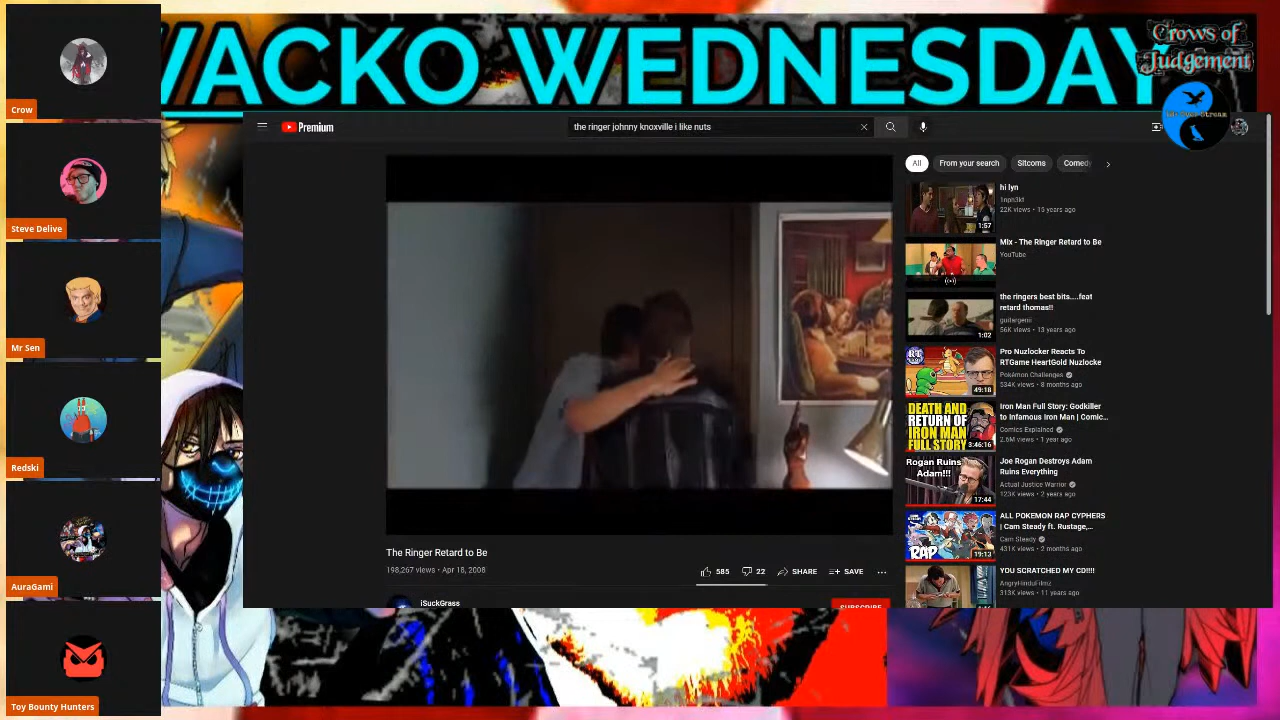 WACKO WEDNESDAY
Crows of
Judgement
Crow
Steve Delive
Mr Sen
Redski
AuraGami
Toy Bounty Hunters
Premium
the ringer johnny knoxville i like nuts
All
From your search
Sitcoms
Comedy
hi lyn
1nph3kt
22K views • 15 years ago
1:57
Mix - The Ringer Retard to Be
YouTube
the ringers best bits....feat
retard thomas!!
guitargenii
56K views • 13 years ago
1:02
Pro Nuzlocker Reacts To
RTGame HeartGold Nuzlocke
Pokémon Challenges
534K views • 8 months ago
RT
49:18
Iron Man Full Story: Godkiller
to Infamous Iron Man | Comic...
Comics Explained
2.6M views • 1 year ago
DEATH AND
RETURN OF
IRON MAN
FULL STORY
3:46:16
Joe Rogan Destroys Adam
Ruins Everything
Actual Justice Warrior
123K views • 2 years ago
Rogan Ruins
Adam!!!
17:44
ALL POKEMON RAP CYPHERS
| Cam Steady ft. Rustage,...
Cam Steady
431K views • 2 months ago
RAP
19:13
YOU SCRATCHED MY CD!!!!
AngryHinduFilmz
313K views • 11 years ago
The Ringer Retard to Be
198,267 views • Apr 18, 2008
585
22
SHARE
SAVE
iSuckGrass
SUBSCRIBE